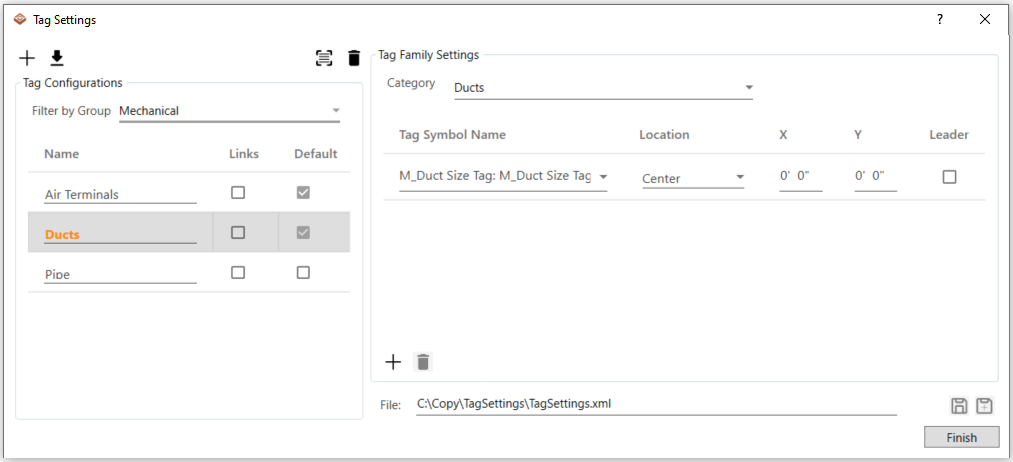 Tag Settings
?
Tag Configurations
Filter by Group Mechanical
Name Links Default
Air Terminals
Ducts
Pipe
Tag Family Settings
Category Ducts
Tag Symbol Name Location X Y Leader
M_Duct Size Tag: M_Duct Size Tag Center 0' 0" 0' 0"
File: C:\Copy\TagSettings\TagSettings.xml
Finish